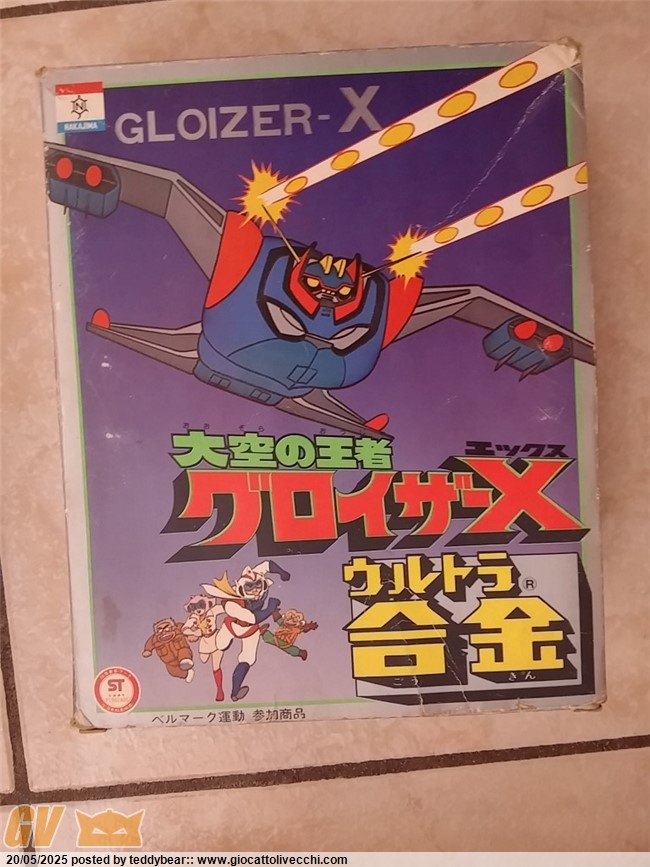 N
NAKAJIMA
GLOIZER-X
おお ぞら おう
大空の王者
エックス
グロイザーX
ウルトラ®
合金
ごう きん
ST
ベルマーク運動 参加商品
GV
20/05/2025 posted by teddybear:: www.giocattolivecchi.com